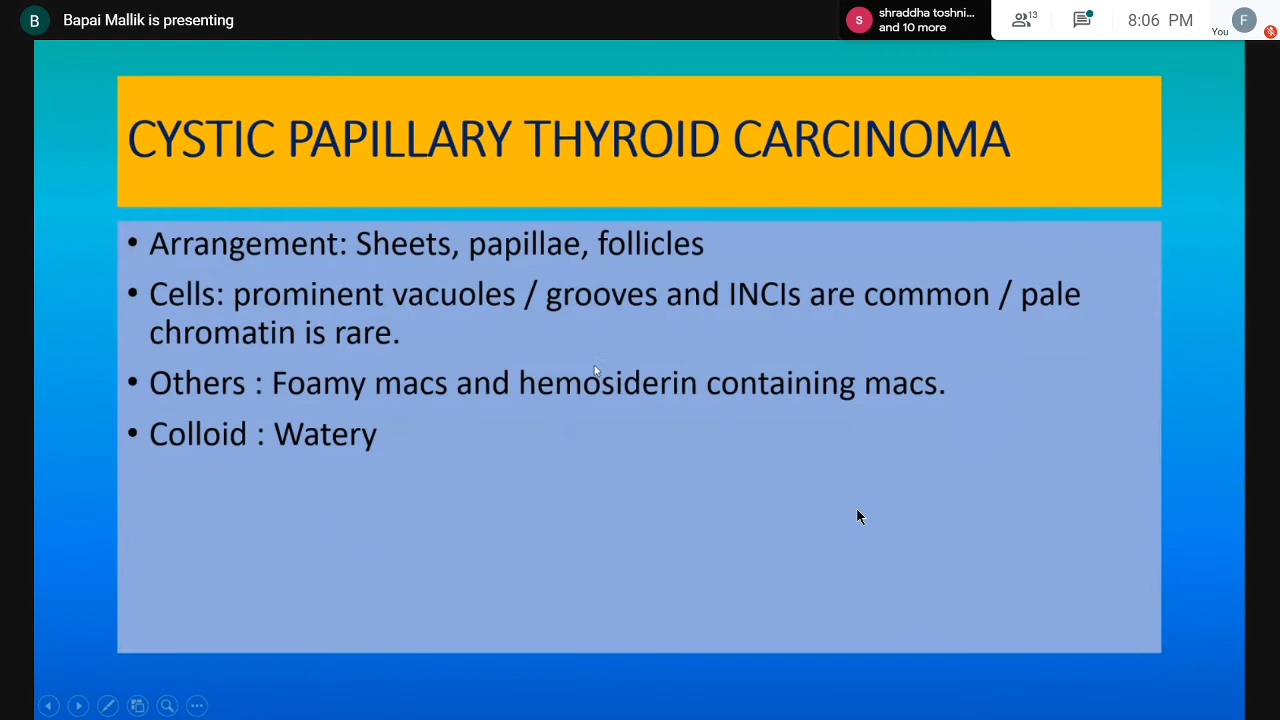 B Bapai Mallik is presenting
s shraddha toshni...
and 10 more
13
8:06 PM
You
F
CYSTIC PAPILLARY THYROID CARCINOMA
• Arrangement: Sheets, papillae, follicles
• Cells: prominent vacuoles / grooves and INCIs are common / pale
chromatin is rare.
• Others : Foamy macs and hemosiderin containing macs.
• Colloid : Watery